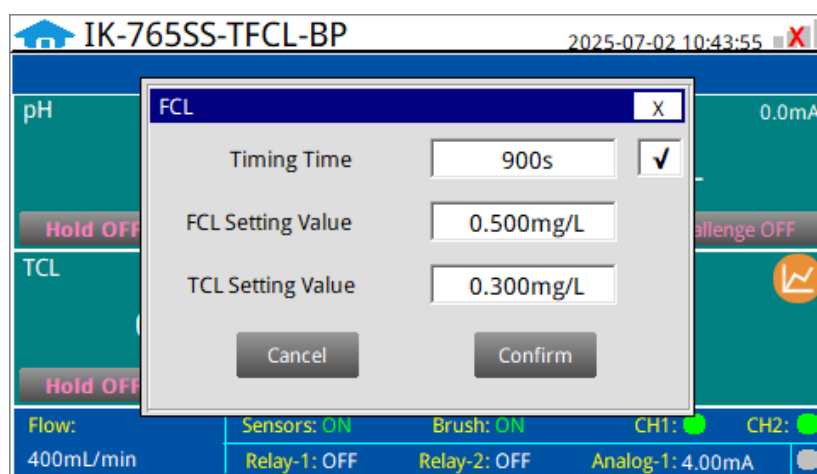 IK-765SS-TFCL-BP
2025-07-02 10:43:55 X
FCL X
pH 0.0mA
Timing Time 900s √
FCL Setting Value 0.500mg/L
Hold OFF allenge OFF
TCL
TCL Setting Value 0.300mg/L
Cancel Confirm
Hold OFF
Flow: Sensors: ON Brush: ON CH1: CH2:
400mL/min Relay-1: OFF Relay-2: OFF Analog-1: 4.00mA